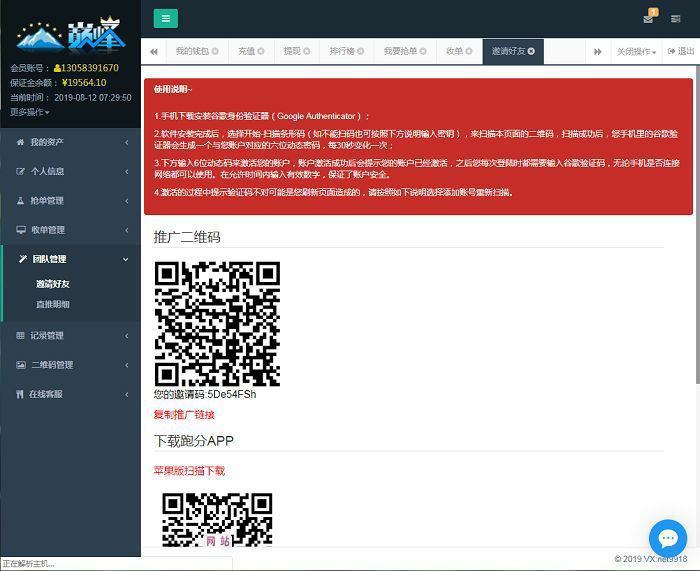 巅峰
会员账号：13058391670
保证金余额：¥19564.10
当前时间：2019-08-12 07:29:50
更多操作
我的资产
个人信息
抢单管理
收单管理
团队管理
邀请好友
直推明细
记录管理
二维码管理
在线客服
正在解析主机...
1
我的钱包
充值
提现
排行榜
我要抢单
收单
邀请好友
关闭操作
退出
使用说明~
1.手机下载安装谷歌身份验证器（Google Authenticator）；
2.软件安装完成后，选择开始-扫描条形码（如不能扫码也可按照下方说明输入密钥），来扫描本页面的二维码，扫描成功后，您手机里的谷歌验
证器会生成一个与您账户对应的六位动态密码，每30秒变化一次；
3.下方输入6位动态码来激活您的账户，账户激活成功后会提示您的账户已经激活，之后您每次登陆时都需要输入谷歌验证码，无论手机是否连接
网络都可以使用。在允许时间内输入有效数字，保证了账户安全。
4.激活的过程中提示验证码不对可能是您刷新页面造成的，请按照如下说明选择添加账号重新扫描。
推广二维码
您的邀请码:5De54FSh
复制推广链接
下载跑分APP
苹果版扫描下载
网站
© 2019 VX:net9918